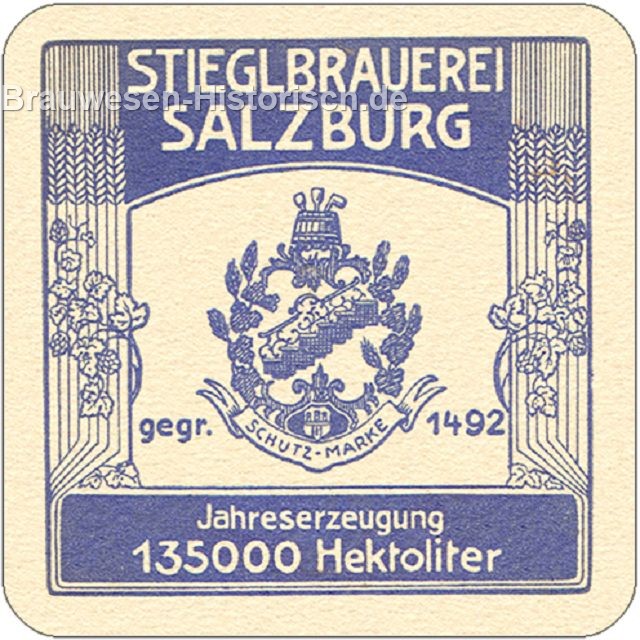 STIEGLBRAUEREI
Brauwesen-Historisch.de
SALZBURG
gegr. 1492
SCHUTZ-MARKE
Jahreserzeugung
135000 Hektoliter